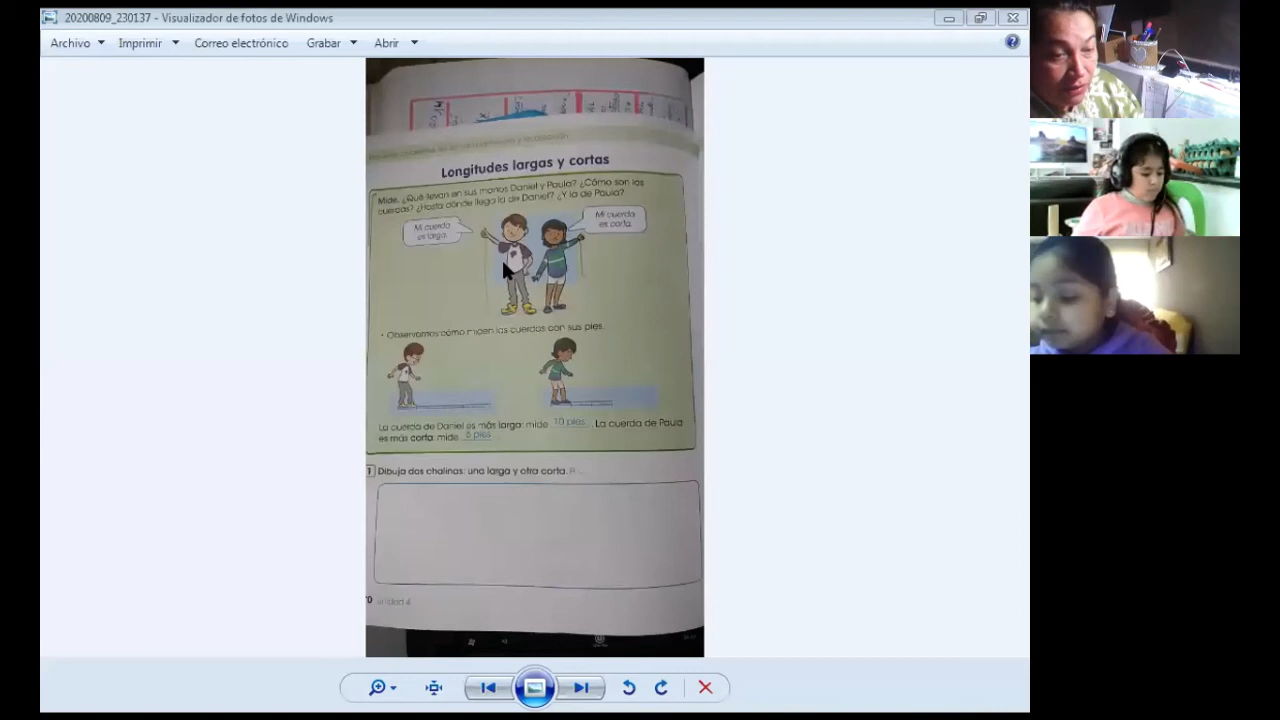 20200809_230137 - Visualizador de fotos de Windows
Archivo Imprimir Correo electrónico Grabar Abrir
Longitudes largas y cortas
Mide. ¿Qué llevan en sus manos Daniel y Paula? ¿Cómo son las
cuerdas? ¿Hasta dónde llega la de Daniel? ¿Y la de Paula?
Mi cuerda
es larga.
Mi cuerda
es corta.
• Observamos cómo miden las cuerdas con sus pies.
La cuerda de Daniel es más larga: mide 10 pies. La cuerda de Paula
es más corta: mide 6 pies
1 Dibuja dos chalinas: una larga y otra corta.
unidad 4